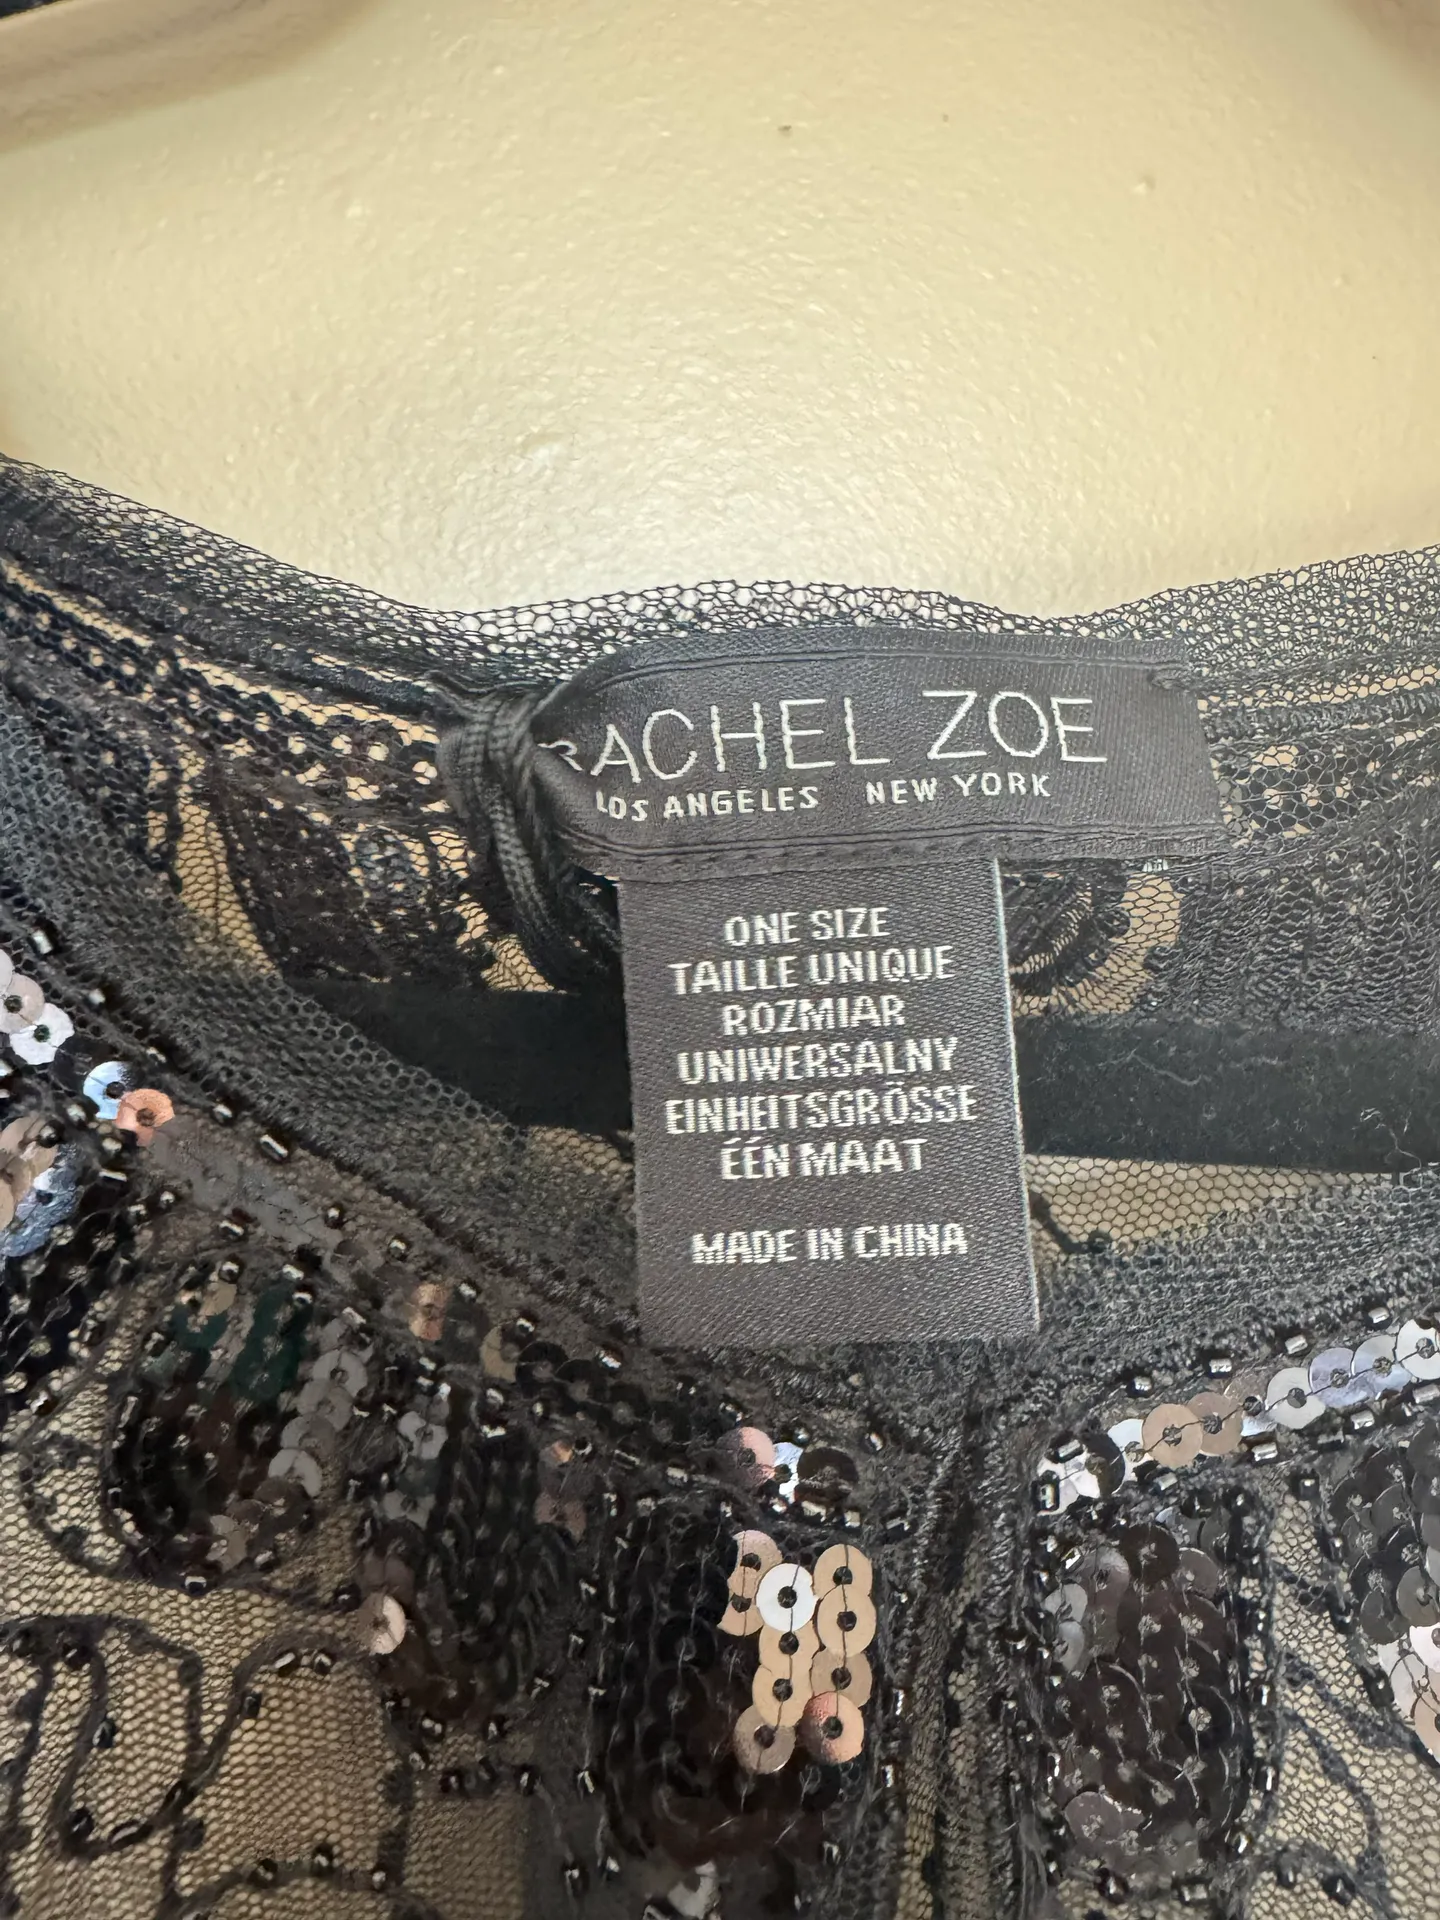 RACHEL ZOE
LOS ANGELES NEW YORK
ONE SIZE
TAILLE UNIQUE
ROZMIAR
UNIWERSALNY
EINHEITSGRÖSSE
ÉÉN MAAT
MADE IN CHINA